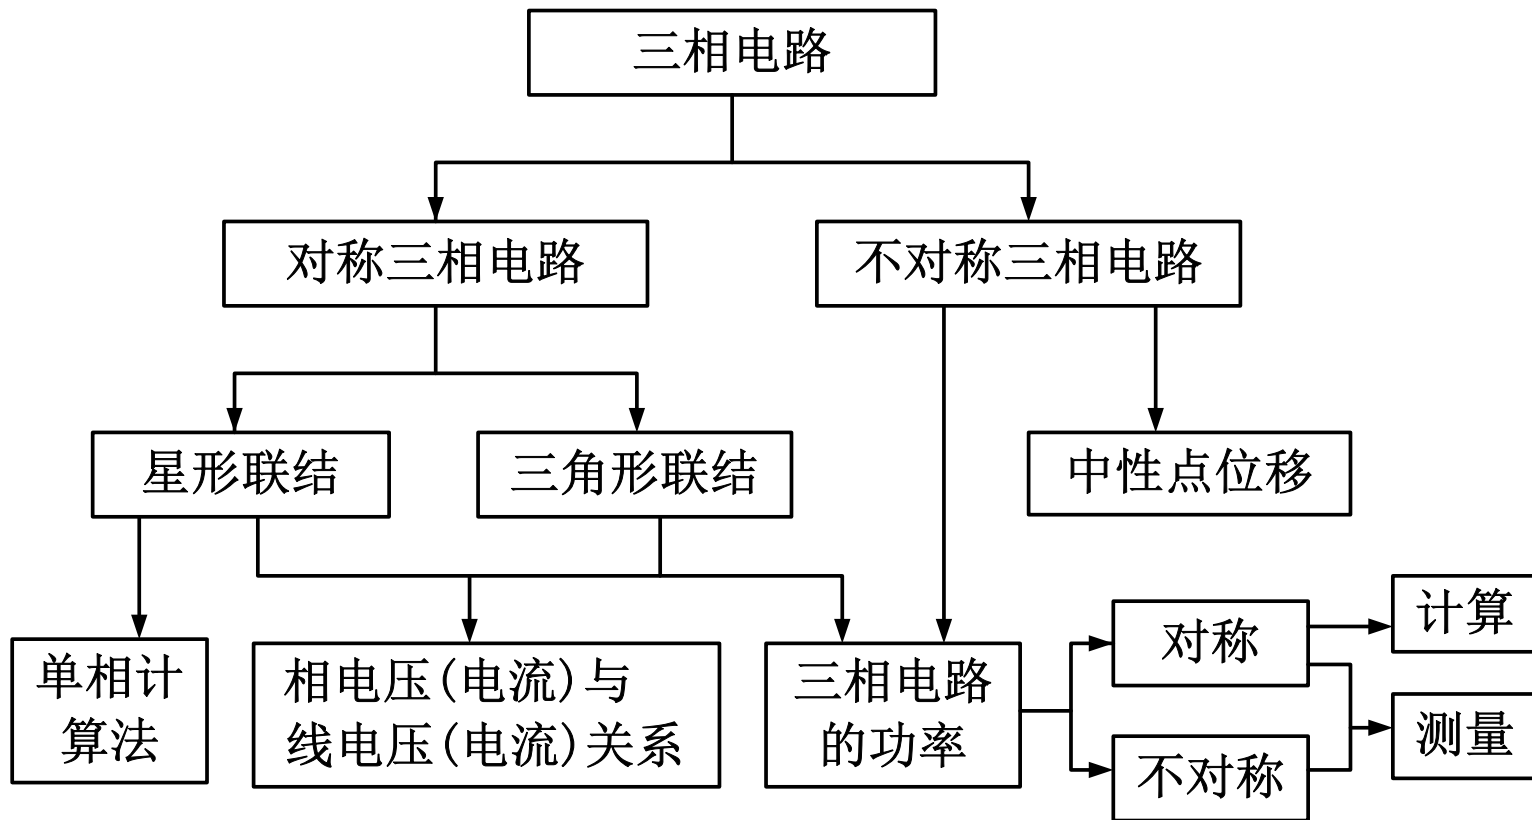 三相电路
对称三相电路
不对称三相电路
星形联结
三角形联结
中性点位移
单相计
算法
相电压(电流)与
线电压(电流)关系
三相电路
的功率
对称
不对称
计算
测量